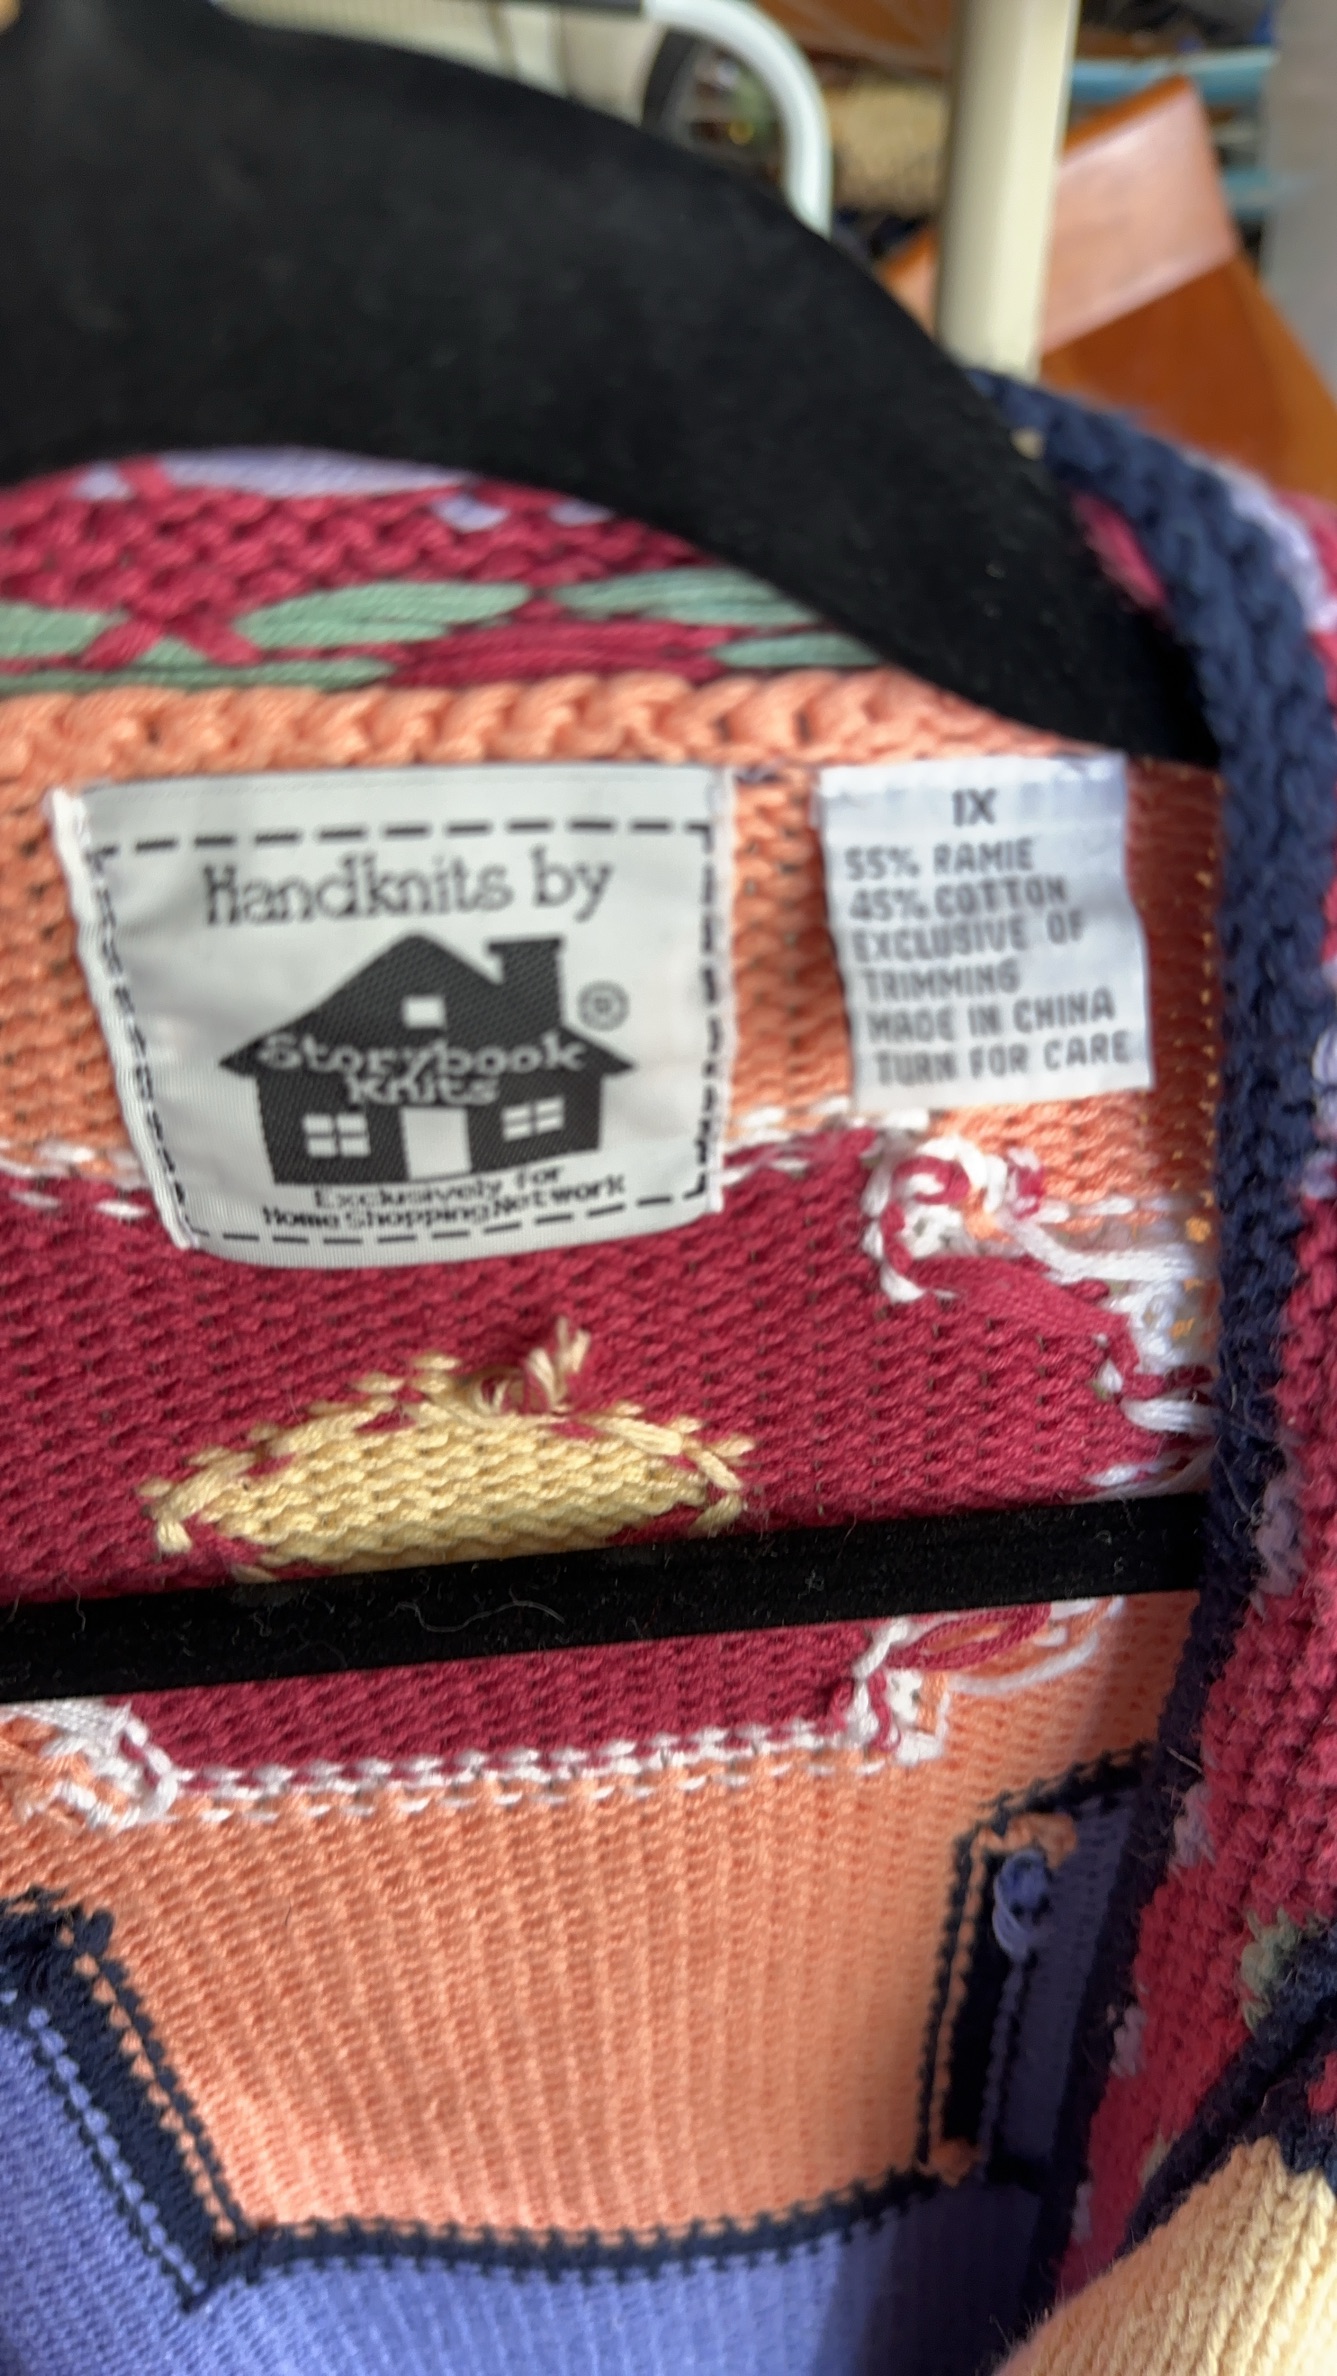 Handknits by
Storybook
Knits
®
Exclusively for
Home Shopping Network
1X
55% RAMIE
45% COTTON
EXCLUSIVE OF
TRIMMING
MADE IN CHINA
TURN FOR CARE